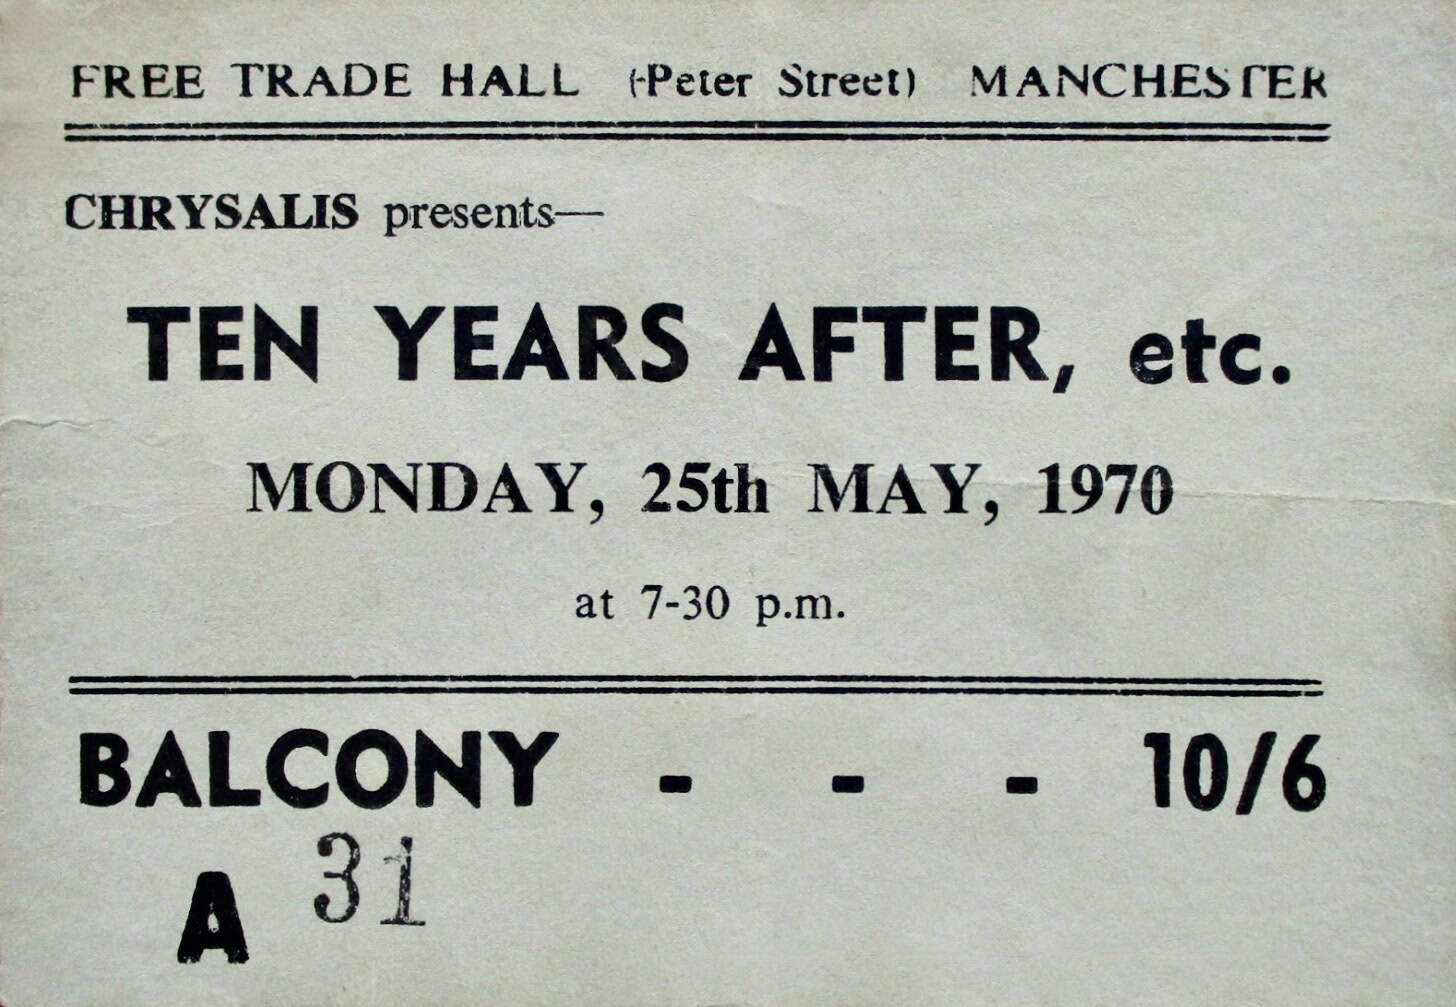 FREE TRADE HALL (Peter Street) MANCHESTER
CHRYSALIS presents—
TEN YEARS AFTER, etc.
MONDAY, 25th MAY, 1970
at 7-30 p.m.
BALCONY - - - 10/6
A 31